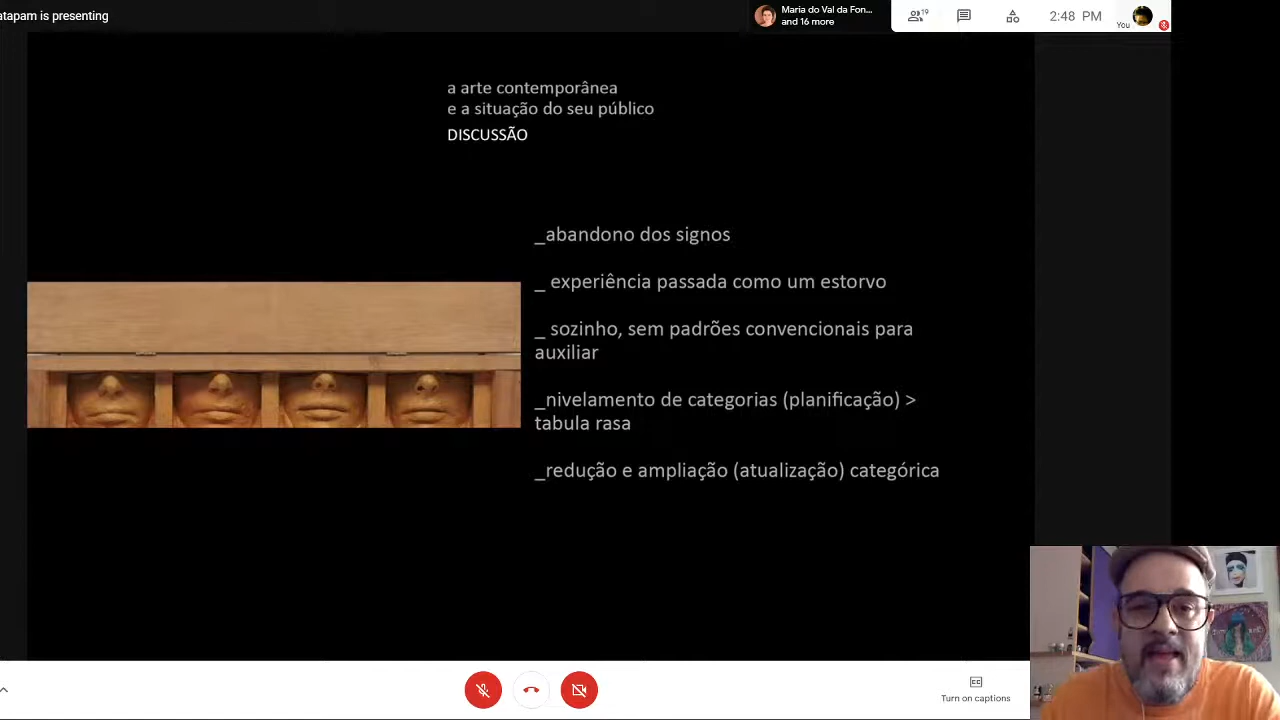 atapam is presenting
Maria do Val da Fon...
and 16 more
19
2:48 PM
You
a arte contemporânea
e a situação do seu público
DISCUSSÃO
_abandono dos signos
_ experiência passada como um estorvo
_ sozinho, sem padrões convencionais para
auxiliar
_nivelamento de categorias (planificação) >
tabula rasa
_redução e ampliação (atualização) categórica
CC
Turn on captions